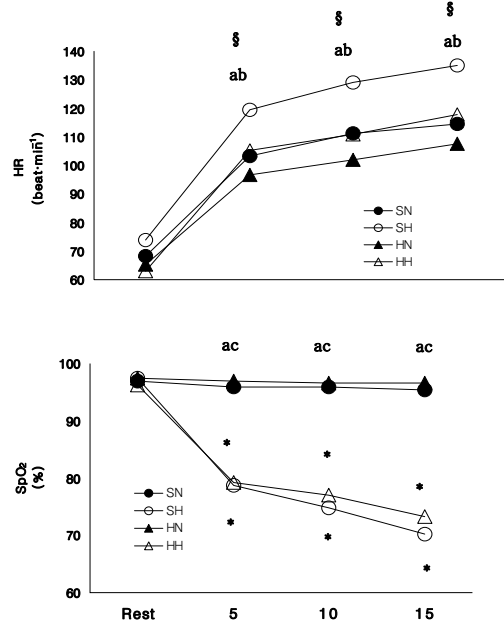 § § §
ab ab ab
140
130
120
110
100
90
80
70
60
HR
(beat·min⁻¹)
SN
SH
HN
HH
ac ac ac
100
90
80
70
60
SpO₂
(%)
* * *
* * *
SN
SH
HN
HH
Rest 5 10 15